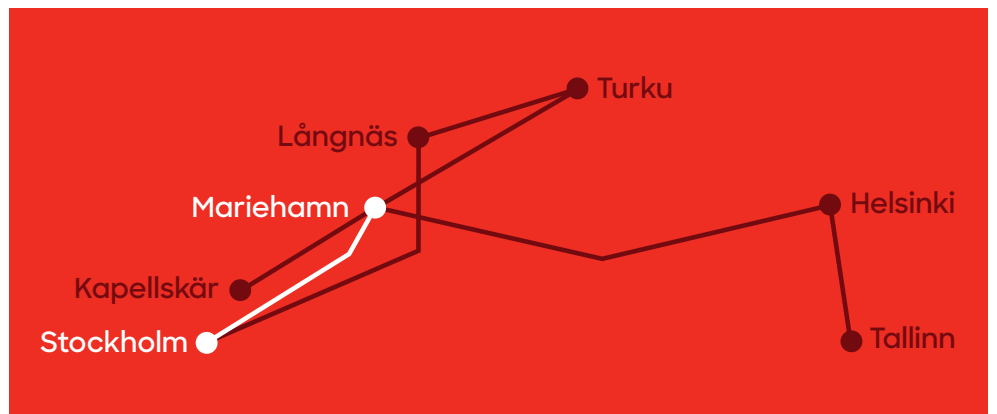 Turku
Långnäs
Mariehamn
Helsinki
Kapellskär
Stockholm
Tallinn